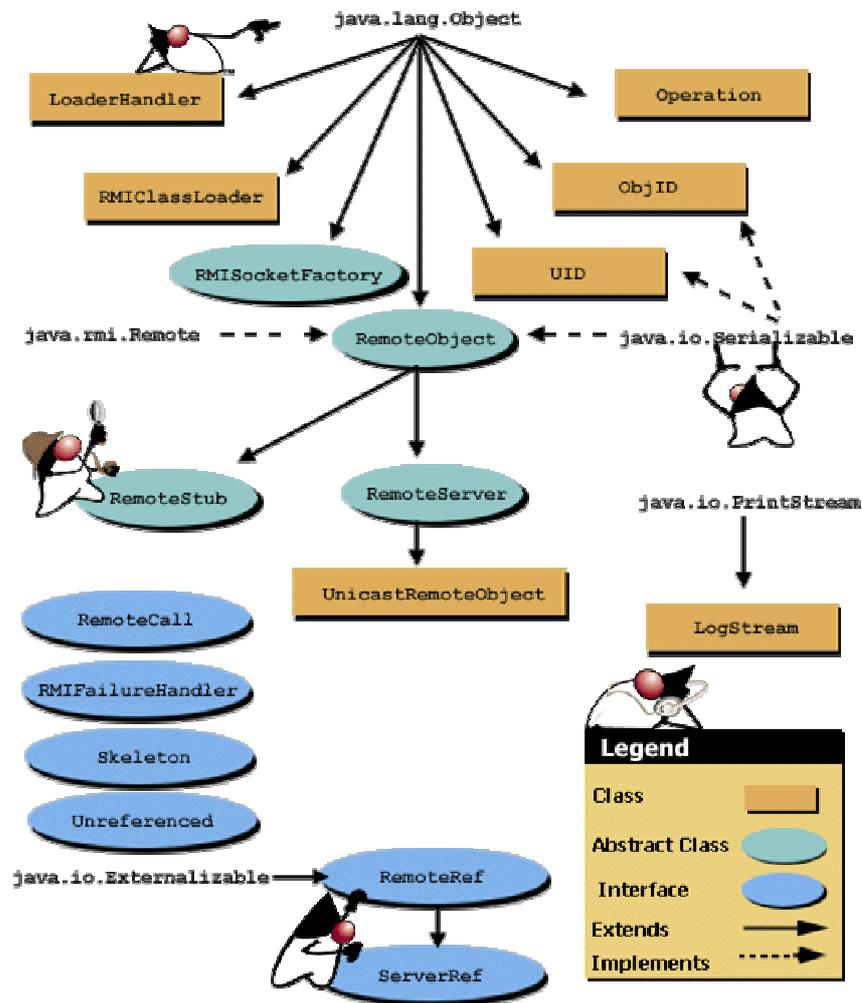 java.lang.Object
LoaderHandler
Operation
RMIClassLoader
ObjID
RMISocketFactory
UID
java.rmi.Remote
RemoteObject
java.io.Serializable
RemoteStub
RemoteServer
java.io.PrintStream
UnicastRemoteObject
RemoteCall
LogStream
RMIFailureHandler
Skeleton
Unreferenced
java.io.Externalizable
RemoteRef
ServerRef
Legend
Class
Abstract Class
Interface
Extends
Implements